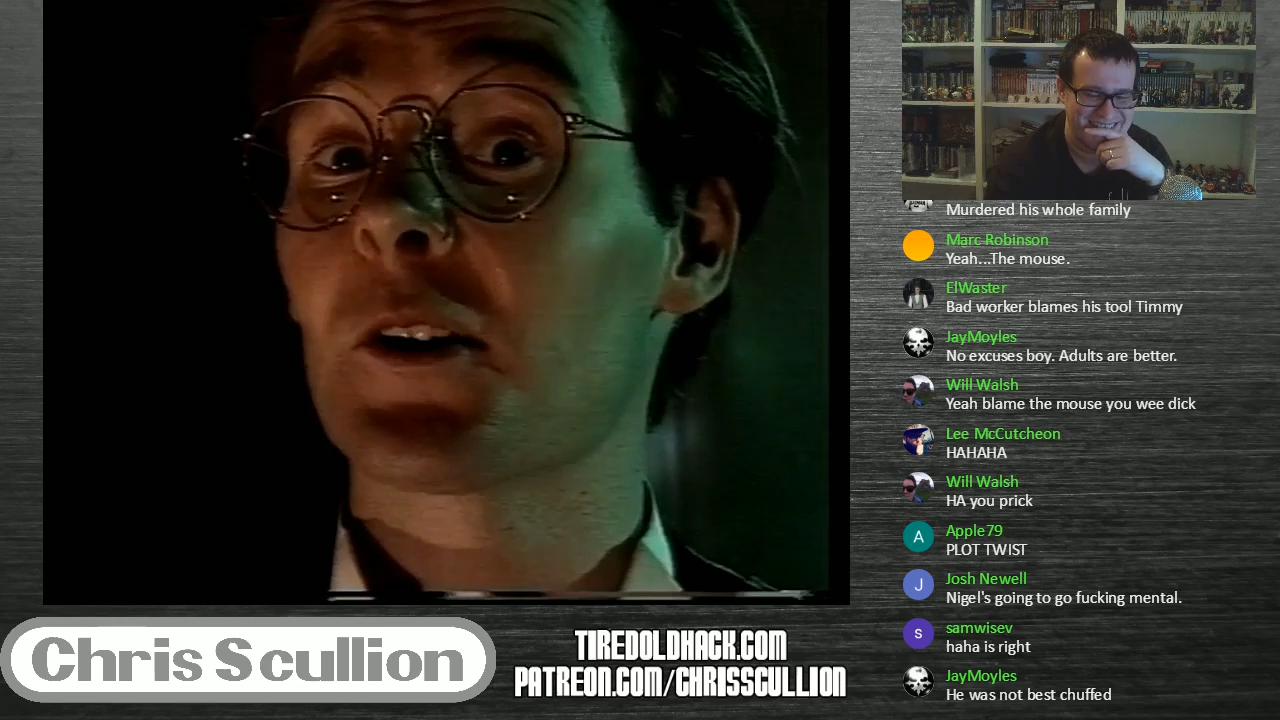 Murdered his whole family
Marc Robinson
Yeah...The mouse.
ElWaster
Bad worker blames his tool Timmy
JayMoyles
No excuses boy. Adults are better.
Will Walsh
Yeah blame the mouse you wee dick
Lee McCutcheon
HAHAHA
Will Walsh
HA you prick
A
Apple79
PLOT TWIST
J
Josh Newell
Nigel's going to go fucking mental.
s
samwisev
haha is right
JayMoyles
He was not best chuffed
Chris Scullion
TIREDOLDHACK.COM
PATREON.COM/CHRISSCULLION